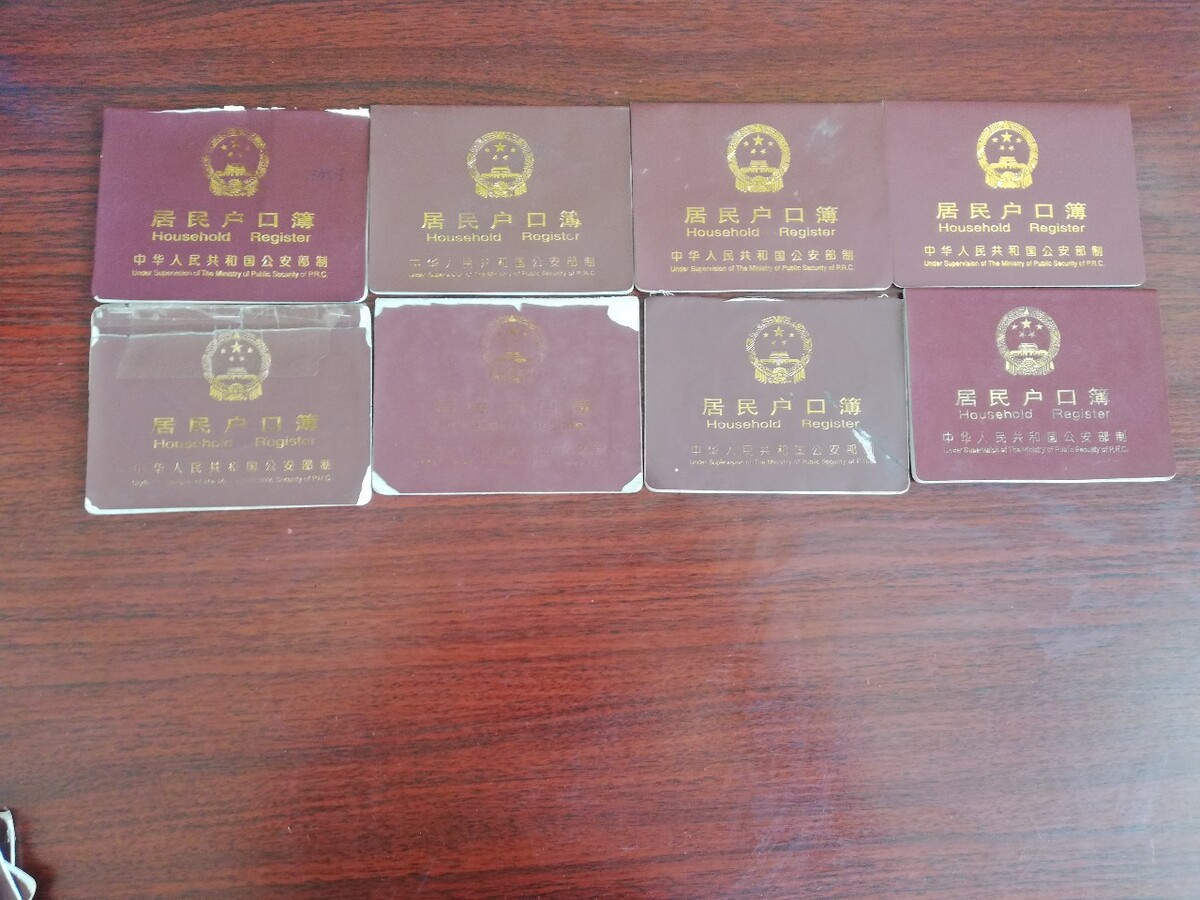 居民户口簿
Household Register
中华人民共和国公安部制
Under Supervision of The Ministry of Public Security of P.R.C.
居民户口簿
Household Register
中华人民共和国公安部制
Under Supervision of The Ministry of Public Security of P.R.C.
居民户口簿
Household Register
中华人民共和国公安部制
Under Supervision of The Ministry of Public Security of P.R.C.
居民户口簿
Household Register
中华人民共和国公安部制
Under Supervision of The Ministry of Public Security of P.R.C.
居民户口簿
Household Register
中华人民共和国公安部制
Security of P.R.C.
居民户口簿
Household Register
中华人民共和国公安部制
Under Supervision of The Ministry of Public Security of P.R.C.
居民户口簿
Household Register
中华人民共和国公安部制
Under Supervision of The Ministry of Public Security of P.R.C.